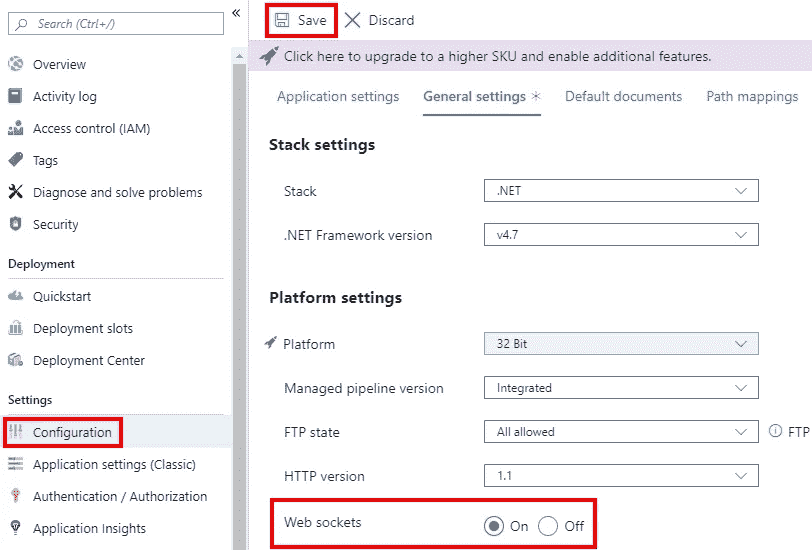 Search (Ctrl+/)
«
Overview
Activity log
Access control (IAM)
Tags
Diagnose and solve problems
Security
Deployment
Quickstart
Deployment slots
Deployment Center
Settings
Configuration
Application settings (Classic)
Authentication / Authorization
Application Insights
Save Discard
Click here to upgrade to a higher SKU and enable additional features.
Application settings General settings * Default documents Path mappings
Stack settings
Stack .NET
.NET Framework version v4.7
Platform settings
Platform 32 Bit
Managed pipeline version Integrated
FTP state All allowed FTP
HTTP version 1.1
Web sockets On Off